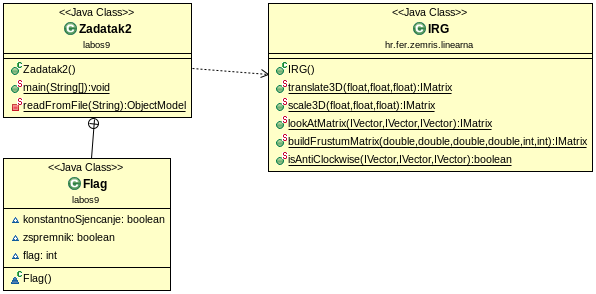 <<Java Class>>
Zadatak2
labos9
Zadatak2()
main(String[]):void
readFromFile(String):ObjectModel
<<Java Class>>
IRG
hr.fer.zemris.linearna
IRG()
translate3D(float,float,float):IMatrix
scale3D(float,float,float):IMatrix
lookAtMatrix(IVector,IVector,IVector):IMatrix
buildFrustumMatrix(double,double,double,double,int,int):IMatrix
isAntiClockwise(IVector,IVector,IVector):boolean
<<Java Class>>
Flag
labos9
konstantnoSjencanje: boolean
zspremnik: boolean
flag: int
Flag()